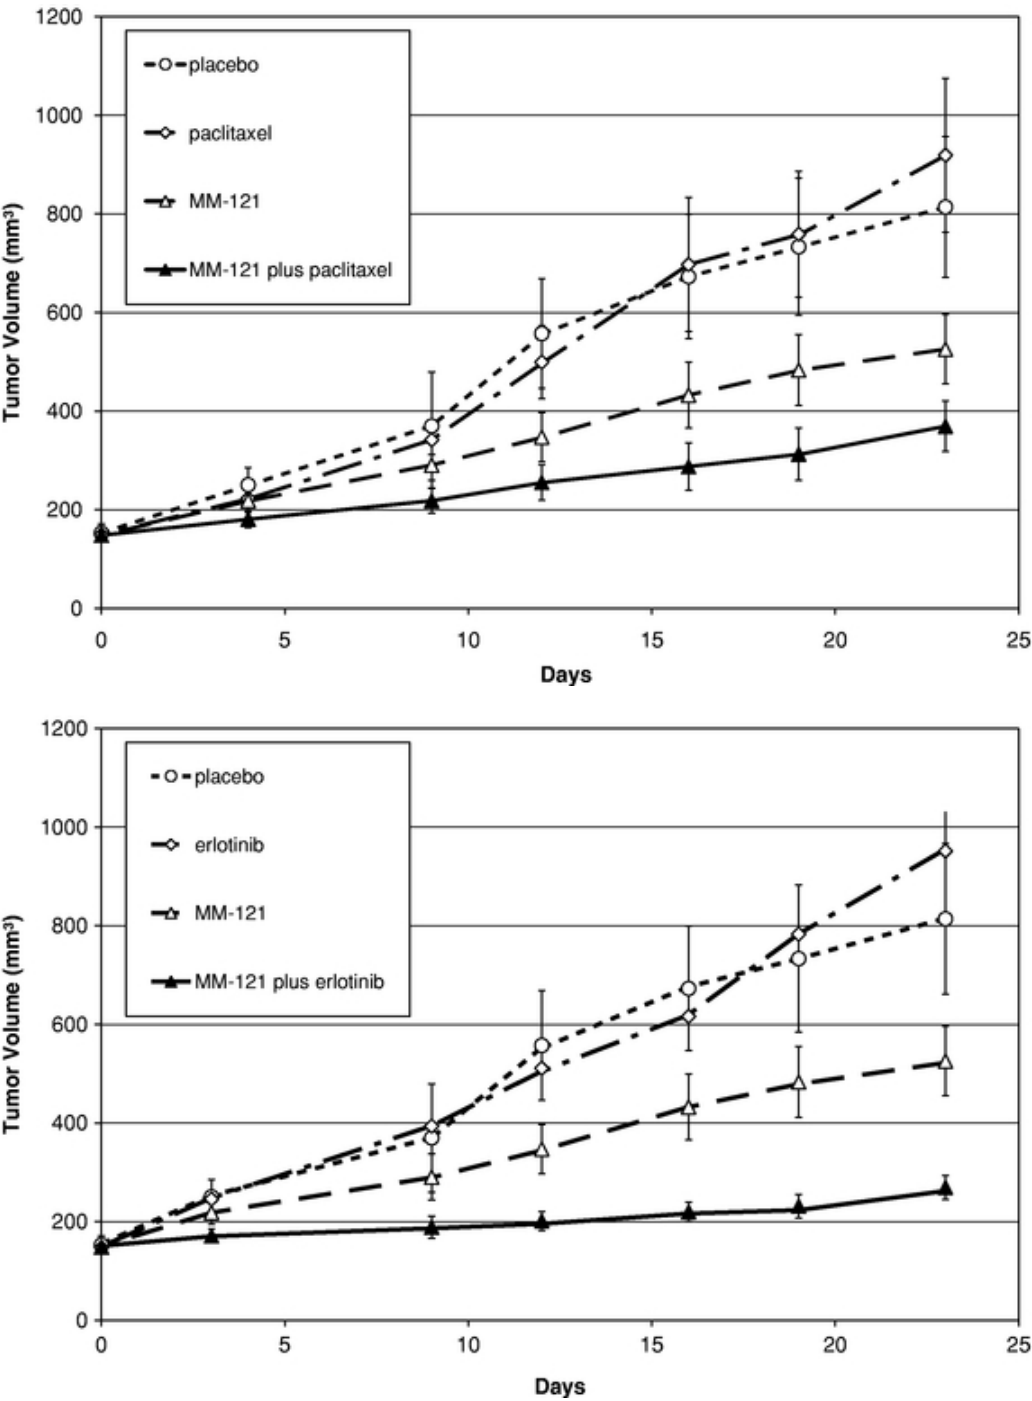 1200
1000
800
600
400
200
0
placebo
paclitaxel
MM-121
MM-121 plus paclitaxel
Tumor Volume (mm³)
0 5 10 15 20 25
Days
1200
1000
800
600
400
200
0
placebo
erlotinib
MM-121
MM-121 plus erlotinib
Tumor Volume (mm³)
0 5 10 15 20 25
Days